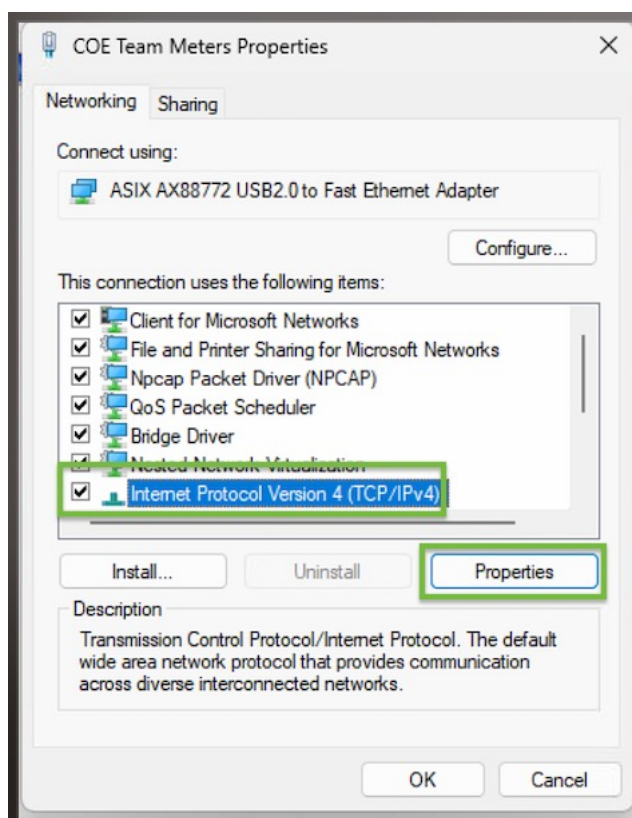 COE Team Meters Properties
Networking
Sharing
Connect using:
ASIX AX88772 USB2.0 to Fast Ethernet Adapter
Configure...
This connection uses the following items:
Client for Microsoft Networks
File and Printer Sharing for Microsoft Networks
Npcap Packet Driver (NPCAP)
QoS Packet Scheduler
Bridge Driver
Nested Network Virtualization
Internet Protocol Version 4 (TCP/IPv4)
Install...
Uninstall
Properties
Description
Transmission Control Protocol/Internet Protocol. The default
wide area network protocol that provides communication
across diverse interconnected networks.
OK
Cancel